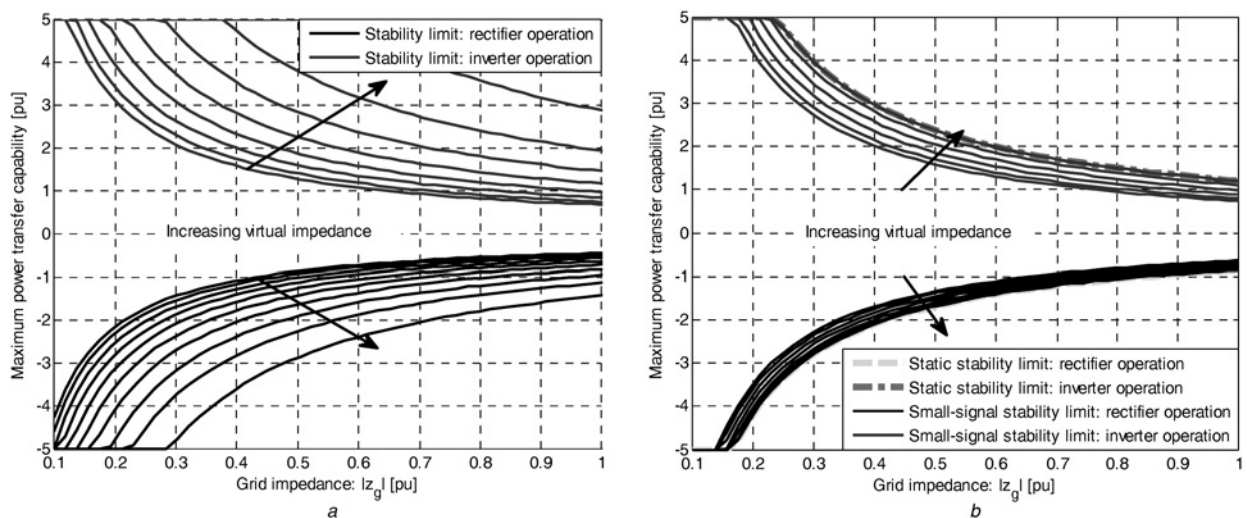 Maximum power transfer capability [pu]
5
4
3
2
1
0
-1
-2
-3
-4
-5
Stability limit: rectifier operation
Stability limit: inverter operation
Increasing virtual impedance
0.1 0.2 0.3 0.4 0.5 0.6 0.7 0.8 0.9 1
Grid impedance: |zg| [pu]
a
Maximum power transfer capability [pu]
5
4
3
2
1
0
-1
-2
-3
-4
-5
Increasing virtual impedance
Static stability limit: rectifier operation
Static stability limit: inverter operation
Small-signal stability limit: rectifier operation
Small-signal stability limit: inverter operation
0.1 0.2 0.3 0.4 0.5 0.6 0.7 0.8 0.9 1
Grid impedance: |zg| [pu]
b